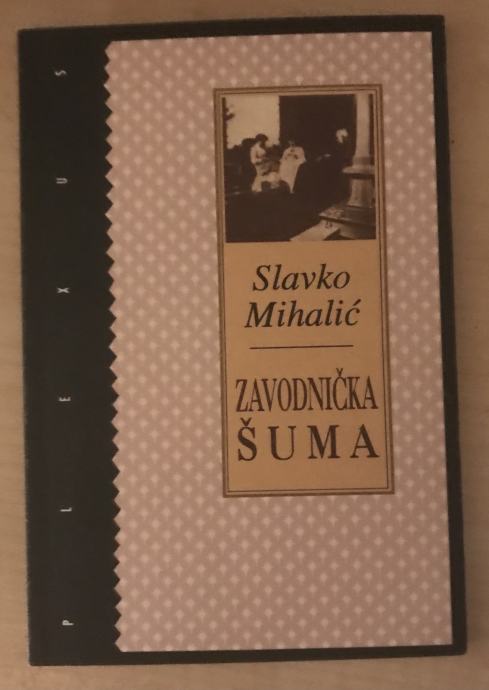 PLEXUS
Slavko
Mihalić
ZAVODNIČKA
ŠUMA